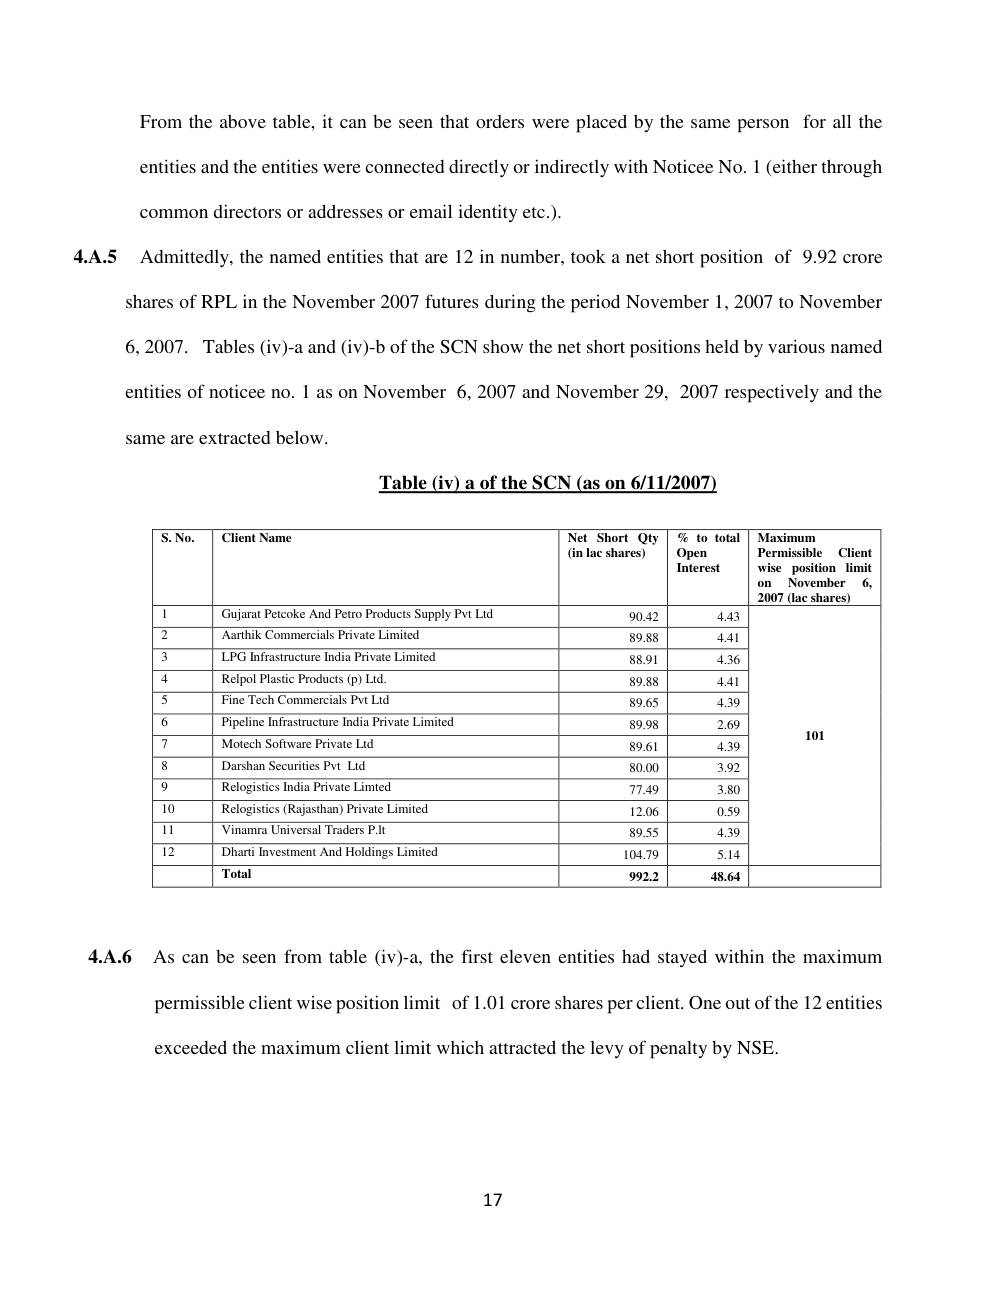 From the above table, it can be seen that orders were placed by the same person for all the
entities and the entities were connected directly or indirectly with Noticee No. 1 (either through
common directors or addresses or email identity etc.).
4.A.5 Admittedly, the named entities that are 12 in number, took a net short position of 9.92 crore
shares of RPL in the November 2007 futures during the period November 1, 2007 to November
6, 2007. Tables (iv)-a and (iv)-b of the SCN show the net short positions held by various named
entities of noticee no. 1 as on November 6, 2007 and November 29, 2007 respectively and the
same are extracted below.
Table (iv) a of the SCN (as on 6/11/2007)
S. No. Client Name Net Short Qty (in lac shares) % to total Open Interest Maximum Permissible Client wise position limit on November 6, 2007 (lac shares)
1 Gujarat Petcoke And Petro Products Supply Pvt Ltd 90.42 4.43
2 Aarthik Commercials Private Limited 89.88 4.41
3 LPG Infrastructure India Private Limited 88.91 4.36
4 Relpol Plastic Products (p) Ltd. 89.88 4.41
5 Fine Tech Commercials Pvt Ltd 89.65 4.39
6 Pipeline Infrastructure India Private Limited 89.98 2.69
7 Motech Software Private Ltd 89.61 4.39 101
8 Darshan Securities Pvt Ltd 80.00 3.92
9 Relogistics India Private Limted 77.49 3.80
10 Relogistics (Rajasthan) Private Limited 12.06 0.59
11 Vinamra Universal Traders P.lt 89.55 4.39
12 Dharti Investment And Holdings Limited 104.79 5.14
Total 992.2 48.64
4.A.6 As can be seen from table (iv)-a, the first eleven entities had stayed within the maximum
permissible client wise position limit of 1.01 crore shares per client. One out of the 12 entities
exceeded the maximum client limit which attracted the levy of penalty by NSE.
17